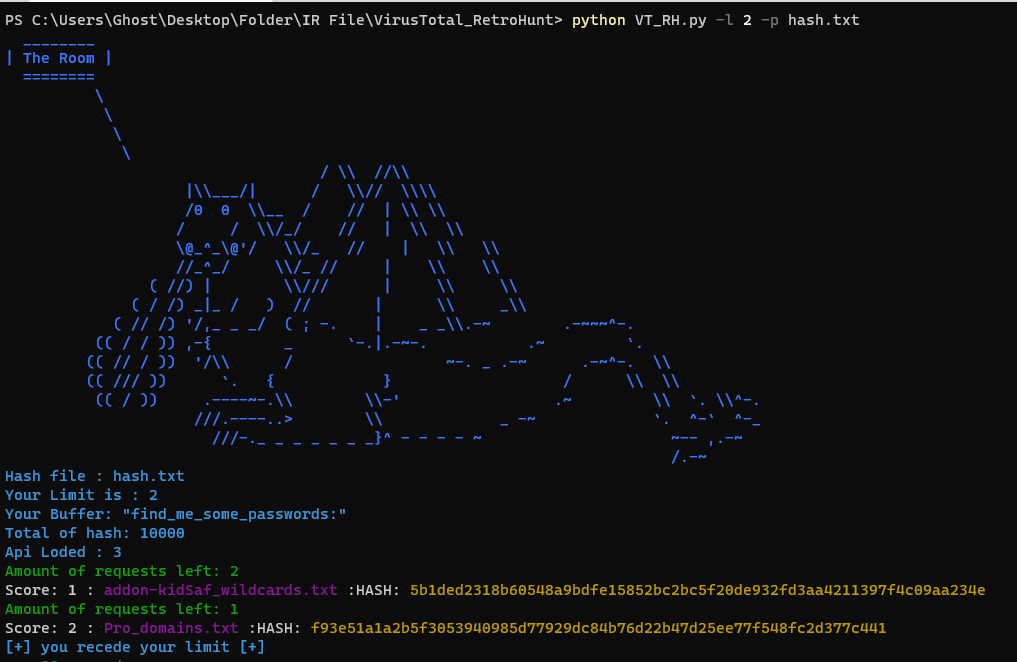 PS C:\Users\Ghost\Desktop\Folder\IR File\VirusTotal_RetroHunt> python VT_RH.py -l 2 -p hash.txt
| The Room |
Hash file : hash.txt
Your Limit is : 2
Your Buffer: "find_me_some_passwords:"
Total of hash: 10000
Api Loded : 3
Amount of requests left: 2
Score: 1 : addon-kidSaf_wildcards.txt :HASH: 5b1ded2318b60548a9bdfe15852bc2bc5f20de932fd3aa4211397f4c09aa234e
Amount of requests left: 1
Score: 2 : Pro_domains.txt :HASH: f93e51a1a2b5f3053940985d77929dc84b76d22b47d25ee77f548fc2d377c441
[+] you recede your limit [+]